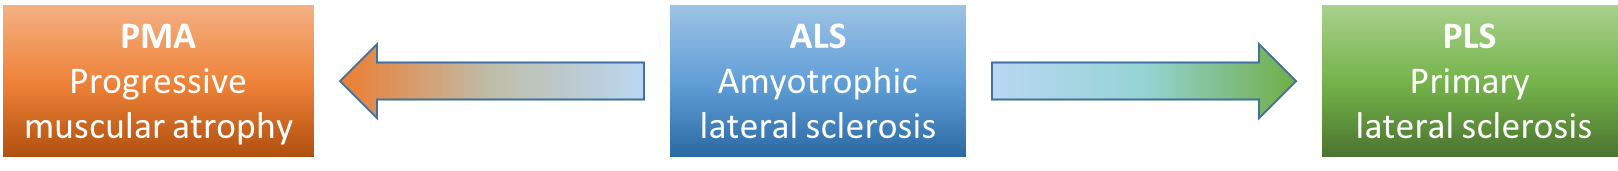 PMA
Progressive
muscular atrophy
ALS
Amyotrophic
lateral sclerosis
PLS
Primary
lateral sclerosis